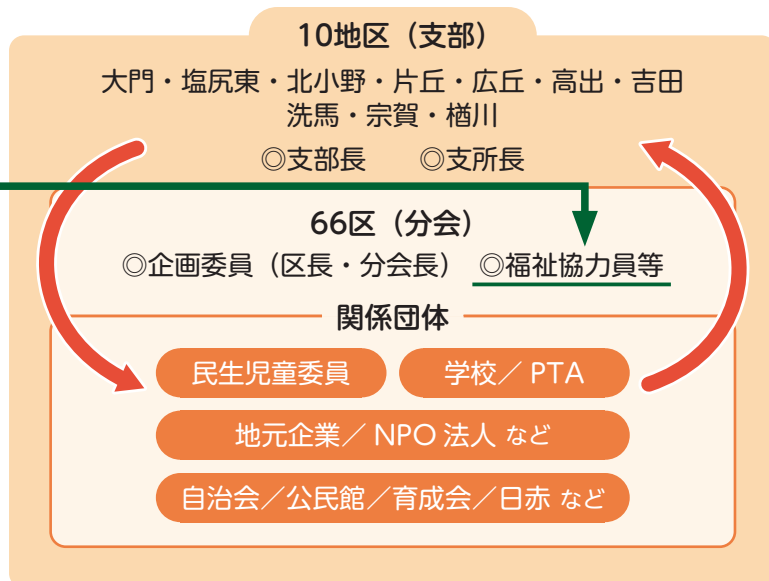 10地区（支部）
大門・塩尻東・北小野・片丘・広丘・高出・吉田
洗馬・宗賀・楢川
◎支部長　◎支所長
66区（分会）
◎企画委員（区長・分会長）　◎福祉協力員等
関係団体
民生児童委員
学校／PTA
地元企業／NPO 法人 など
自治会／公民館／育成会／日赤 など